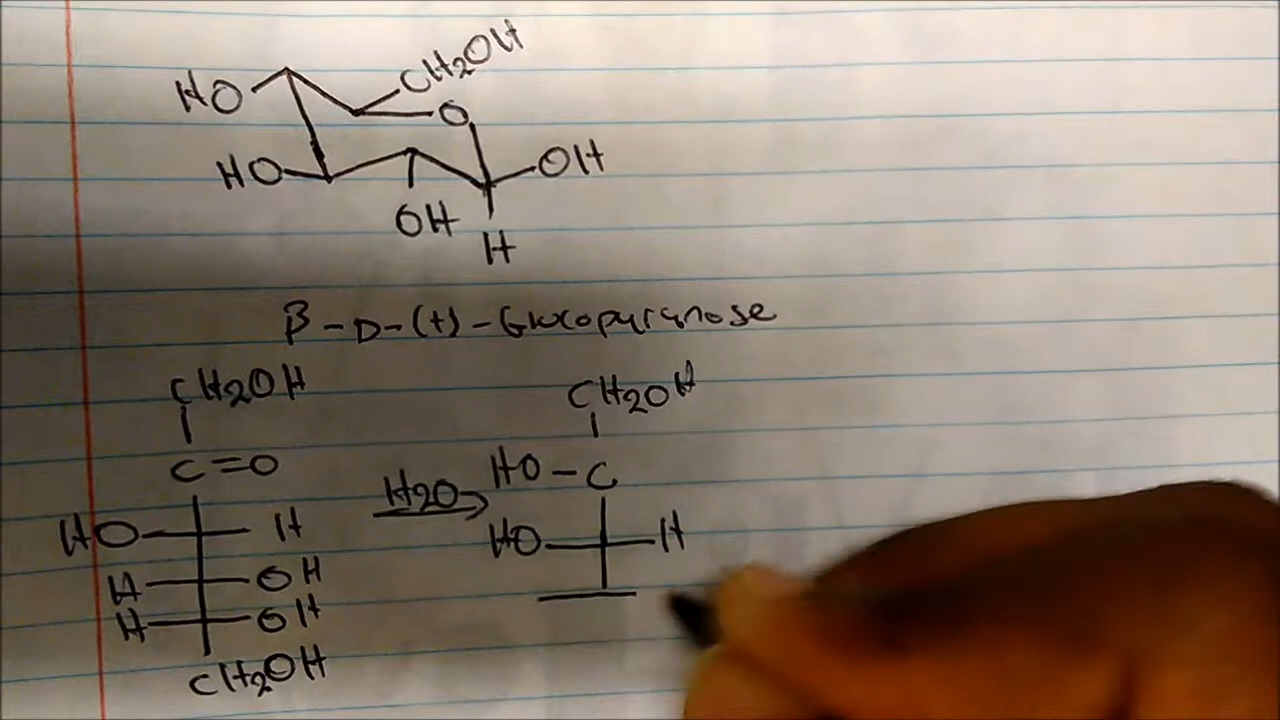 CH2OH
HO
O
HO
OH
OH
H
β-D-(+)-Glucopyranose
CH2OH
C=O
HO H
H OH
H OH
CH2OH
H2O
CH2OH
HO-C
HO H